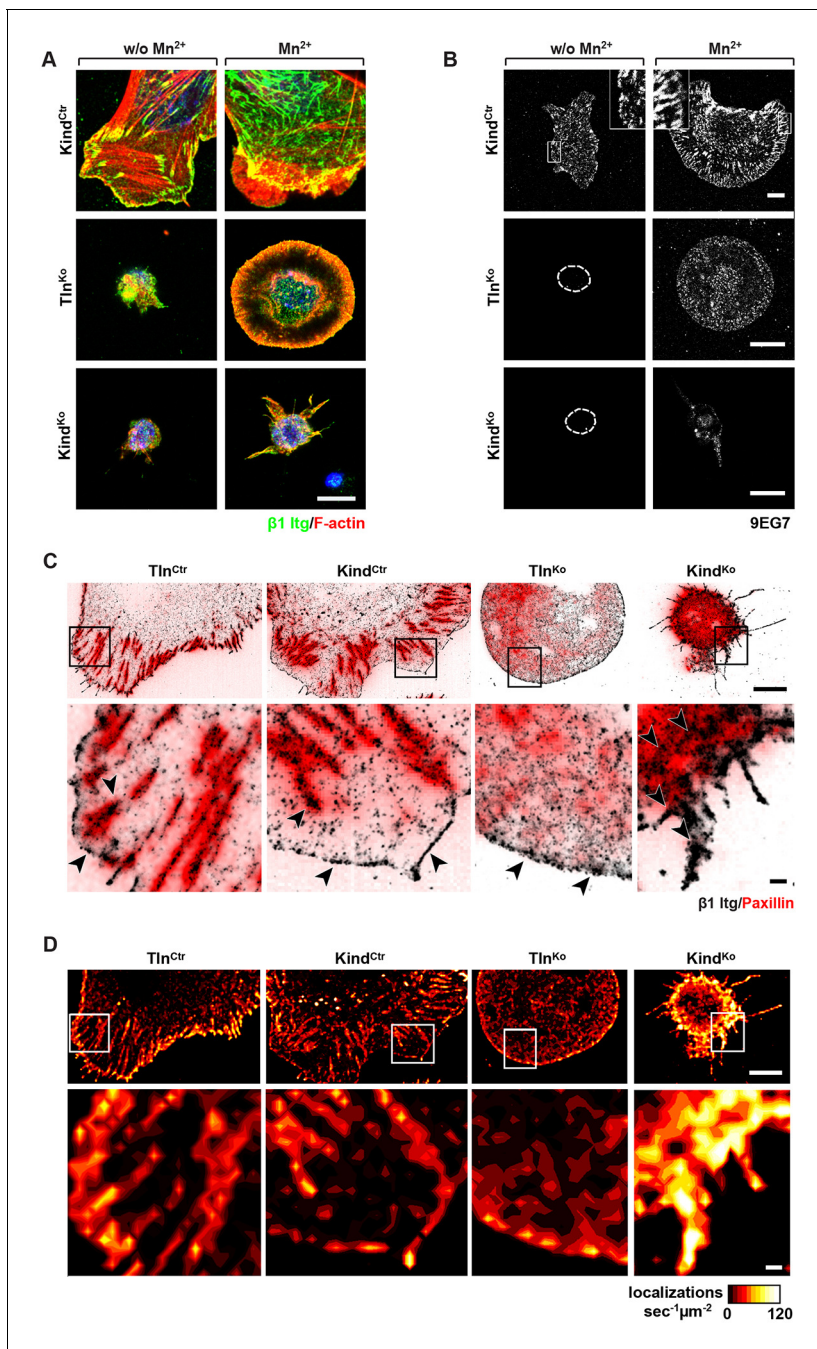 A
w/o Mn²⁺
Mn²⁺
Kindᶜᵗʳ
Tlnᴷᵒ
Kindᴷᵒ
β1 Itg/F-actin
B
w/o Mn²⁺
Mn²⁺
Kindᶜᵗʳ
Tlnᴷᵒ
Kindᴷᵒ
9EG7
C
Tlnᶜᵗʳ Kindᶜᵗʳ Tlnᴷᵒ Kindᴷᵒ
β1 Itg/Paxillin
D
Tlnᶜᵗʳ Kindᶜᵗʳ Tlnᴷᵒ Kindᴷᵒ
localizations
sec⁻¹μm⁻²
0 120